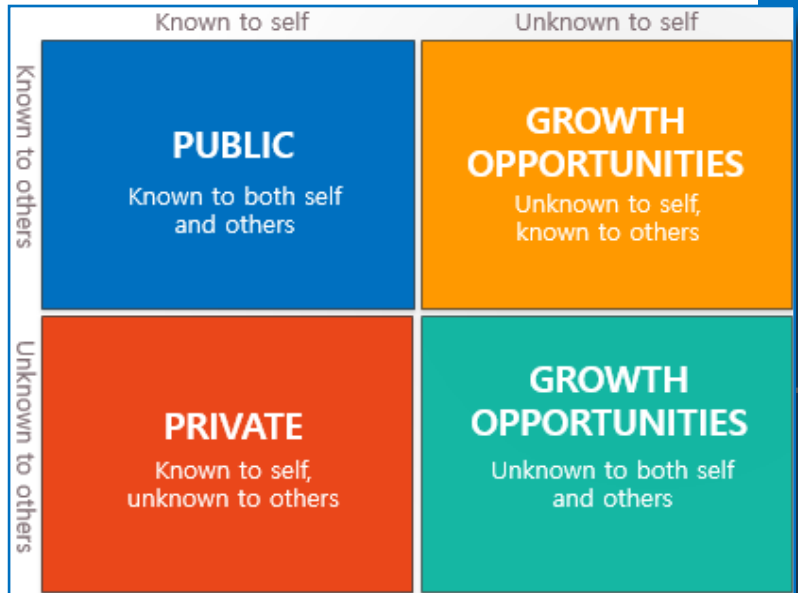 Known to self
Unknown to self
Known to others
PUBLIC
Known to both self
and others
GROWTH
OPPORTUNITIES
Unknown to self,
known to others
Unknown to others
PRIVATE
Known to self,
unknown to others
GROWTH
OPPORTUNITIES
Unknown to both self
and others